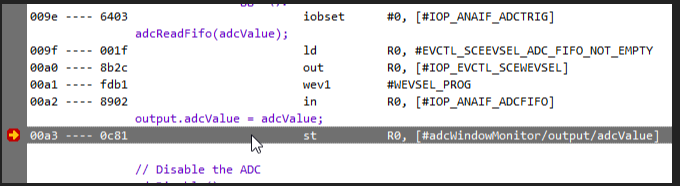 009e ---- 6403 iobset #0, [#IOP_ANAIF_ADCTRIG]
adcReadFifo(adcValue);
009f ---- 001f ld R0, #EVCTL_SCEEVSEL_ADC_FIFO_NOT_EMPTY
00a0 ---- 8b2c out R0, [#IOP_EVCTL_SCEWEVSEL]
00a1 ---- fdb1 wev1 #WEVSEL_PROG
00a2 ---- 8902 in R0, [#IOP_ANAIF_ADCFIFO]
output.adcValue = adcValue;
00a3 ---- 0c81 st R0, [#adcWindowMonitor/output/adcValue]
// Disable the ADC